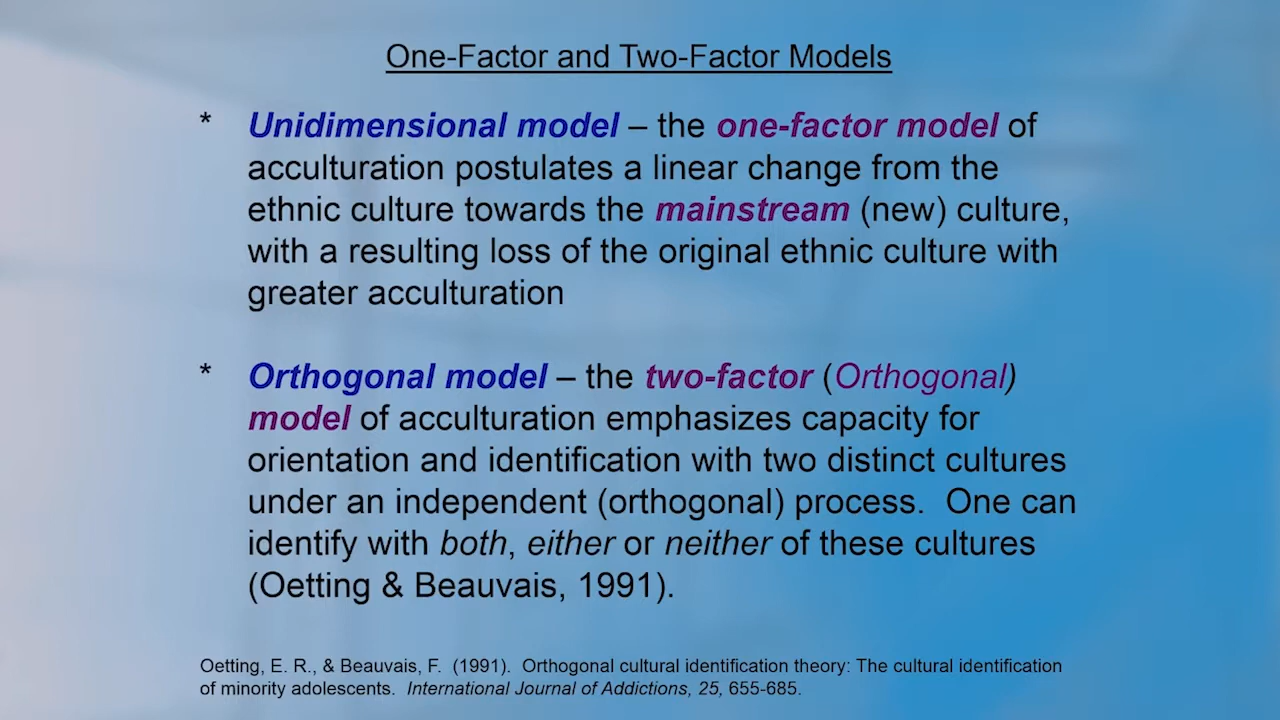 One-Factor and Two-Factor Models
* Unidimensional model – the one-factor model of
acculturation postulates a linear change from the
ethnic culture towards the mainstream (new) culture,
with a resulting loss of the original ethnic culture with
greater acculturation
* Orthogonal model – the two-factor (Orthogonal)
model of acculturation emphasizes capacity for
orientation and identification with two distinct cultures
under an independent (orthogonal) process.  One can
identify with both, either or neither of these cultures
(Oetting & Beauvais, 1991).
Oetting, E. R., & Beauvais, F.  (1991).  Orthogonal cultural identification theory: The cultural identification
of minority adolescents.  International Journal of Addictions, 25, 655-685.